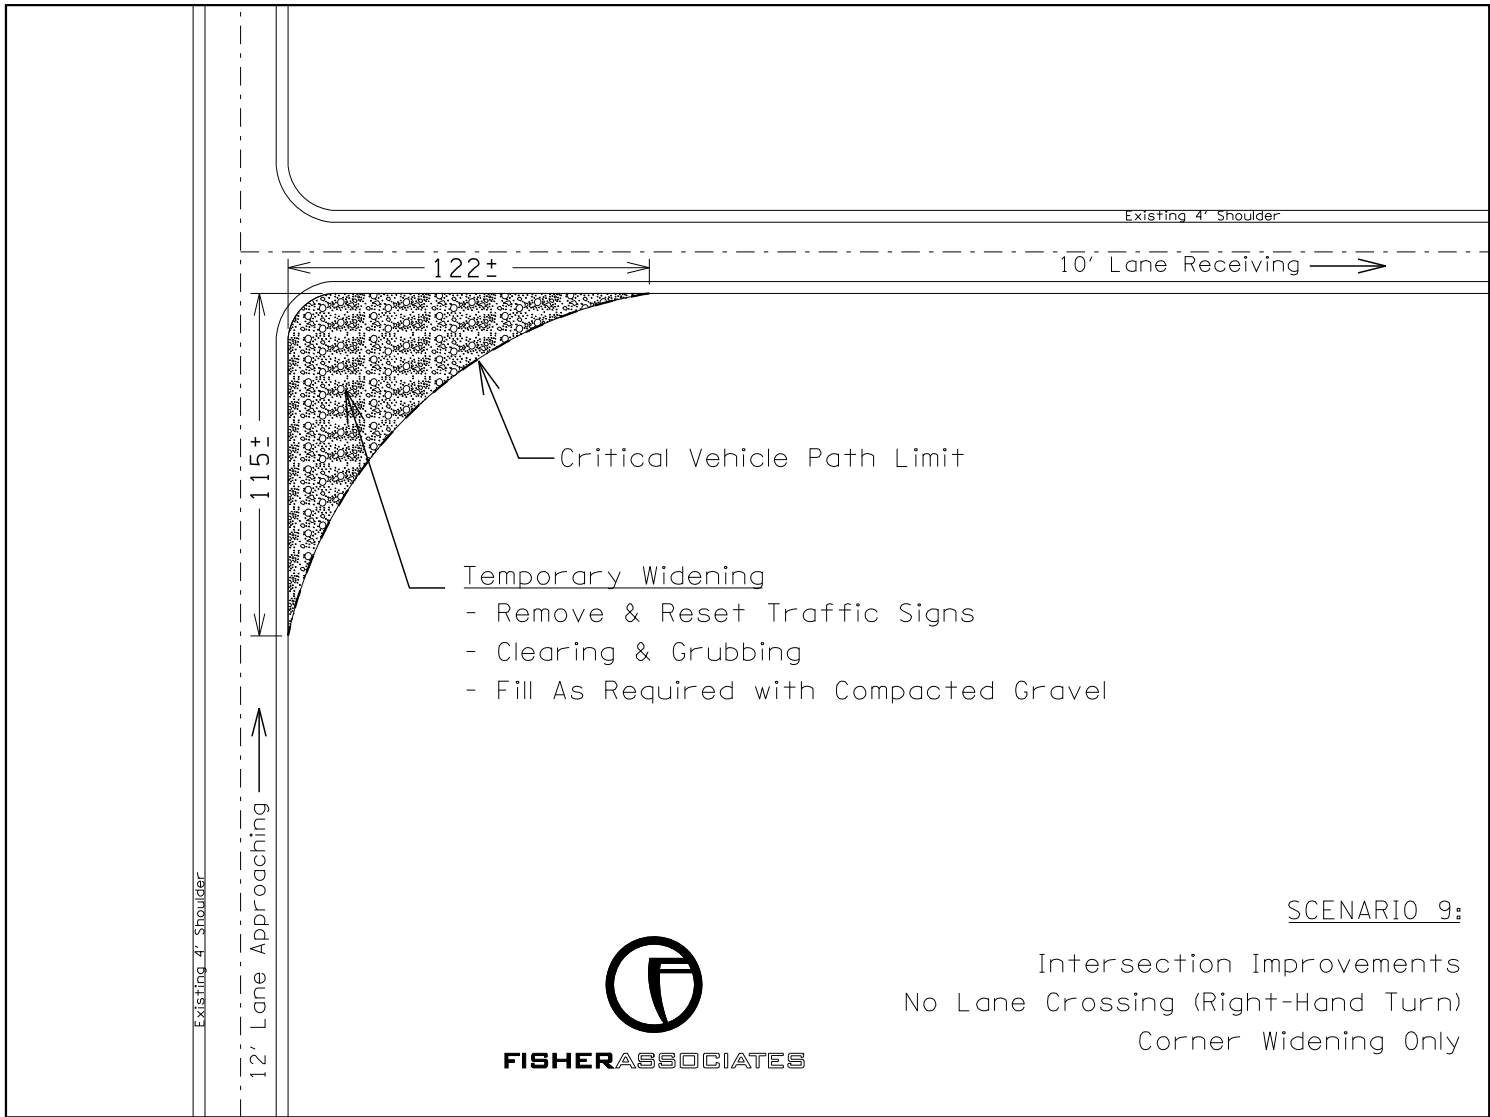 Existing 4' Shoulder
122±
10' Lane Receiving
115±
Critical Vehicle Path Limit
Temporary Widening
- Remove & Reset Traffic Signs
- Clearing & Grubbing
- Fill As Required with Compacted Gravel
Existing 4' Shoulder
12' Lane Approaching
SCENARIO 9:
Intersection Improvements
No Lane Crossing (Right-Hand Turn)
Corner Widening Only
FISHERASSOCIATES